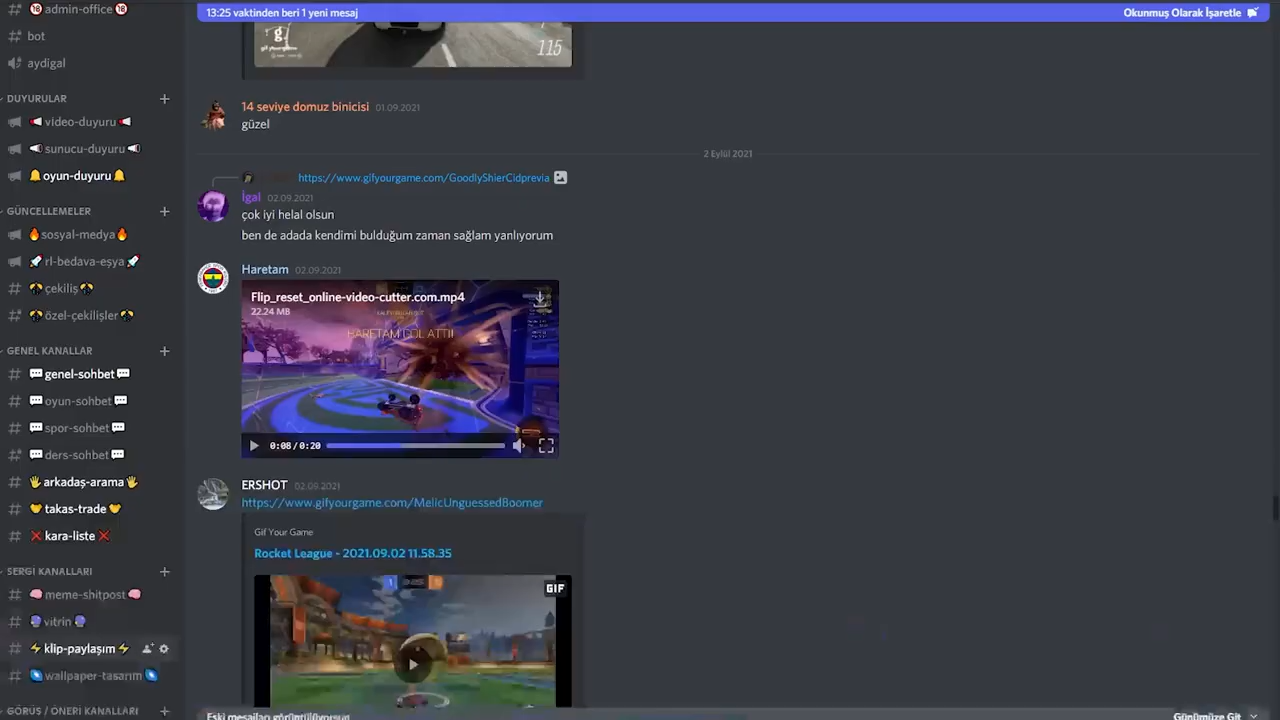 admin-office
bot
aydigal
DUYURULAR
video-duyuru
sunucu-duyuru
oyun-duyuru
GÜNCELLEMELER
sosyal-medya
rl-bedava-eşya
çekiliş
özel-çekilişler
GENEL KANALLAR
genel-sohbet
oyun-sohbet
spor-sohbet
ders-sohbet
arkadaş-arama
takas-trade
kara-liste
SERGİ KANALLARI
meme-shitpost
vitrin
klip-paylaşım
wallpaper-tasarım
GÖRÜŞ / ÖNERİ KANALLARI
13:25 vaktinden beri 1 yeni mesaj
Okunmuş Olarak İşaretle
115
14 seviye domuz binicisi 01.09.2021
güzel
2 Eylül 2021
https://www.gifyourgame.com/GoodlyShierCidprevia
İgal 02.09.2021
çok iyi helal olsun
ben de adada kendimi bulduğum zaman sağlam yanlıyorum
Haretam 02.09.2021
Flip_reset_online-video-cutter.com.mp4
22.24 MB
HARETAM GOL ATTI!
0:08/0:20
ERSHOT 02.09.2021
https://www.gifyourgame.com/MelicUnguessedBoomer
Gif Your Game
Rocket League - 2021.09.02 11.58.35
GIF
Eski mesajları görüntülüyorsun
Günümüze Git